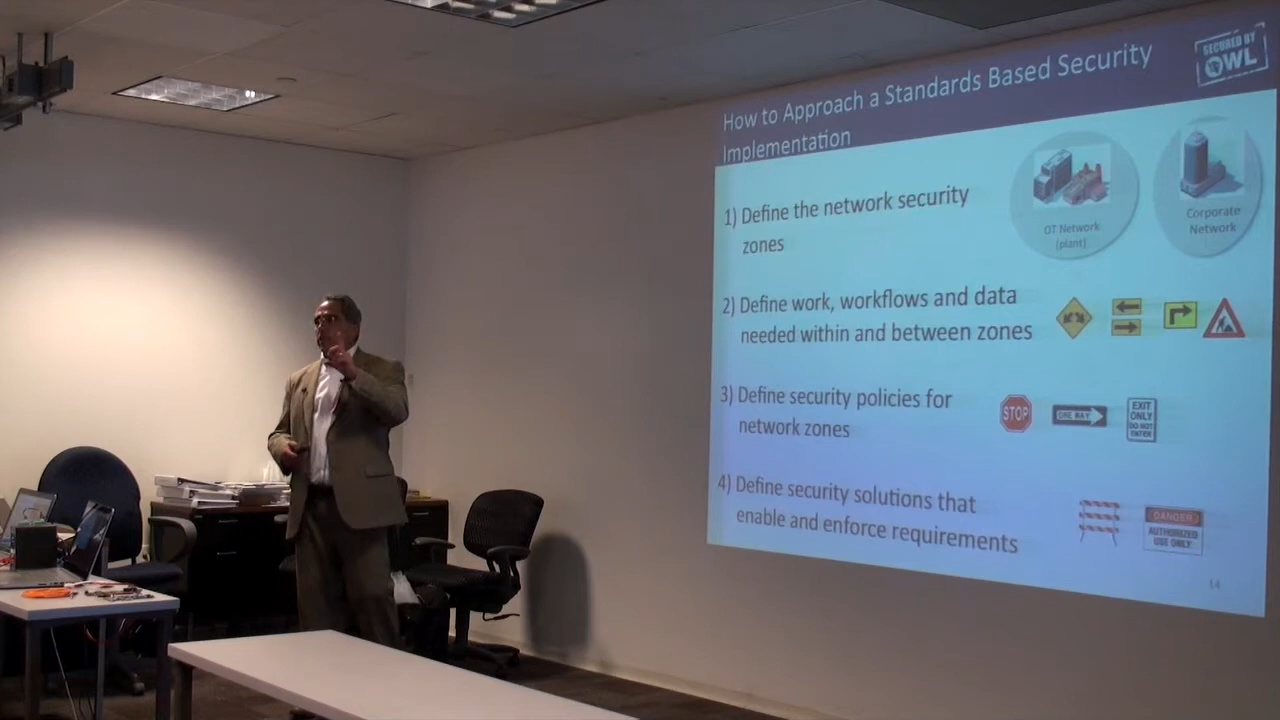 How to Approach a Standards Based Security
Implementation
SECURED BY
OWL
OT Network
(plant)
Corporate
Network
1) Define the network security
zones
2) Define work, workflows and data
needed within and between zones
3) Define security policies for
network zones
STOP
ONE WAY
EXIT
ONLY
DO NOT
ENTER
4) Define security solutions that
enable and enforce requirements
DANGER
AUTHORIZED
USE ONLY
14